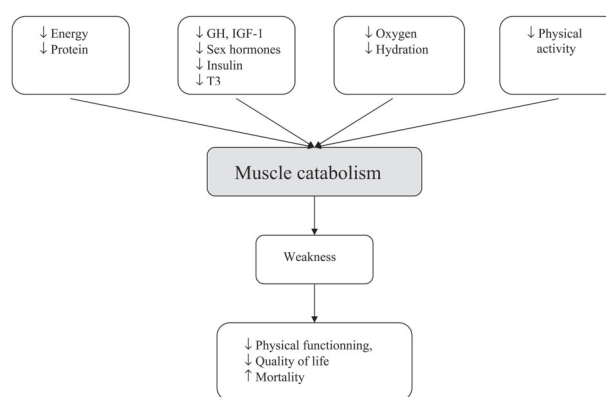 ↓ Energy
↓ Protein
↓ GH, IGF-1
↓ Sex hormones
↓ Insulin
↓ T3
↓ Oxygen
↓ Hydration
↓ Physical
activity
Muscle catabolism
Weakness
↓ Physical functionning,
↓ Quality of life
↑ Mortality